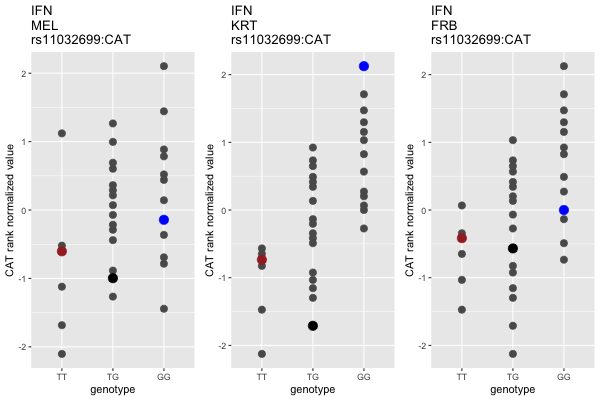 IFN
MEL
rs11032699:CAT
CAT rank normalized value
2
1
0
-1
-2
TT
TG
GG
genotype
IFN
KRT
rs11032699:CAT
CAT rank normalized value
2
1
0
-1
-2
TT
TG
GG
genotype
IFN
FRB
rs11032699:CAT
CAT rank normalized value
2
1
0
-1
-2
TT
TG
GG
genotype